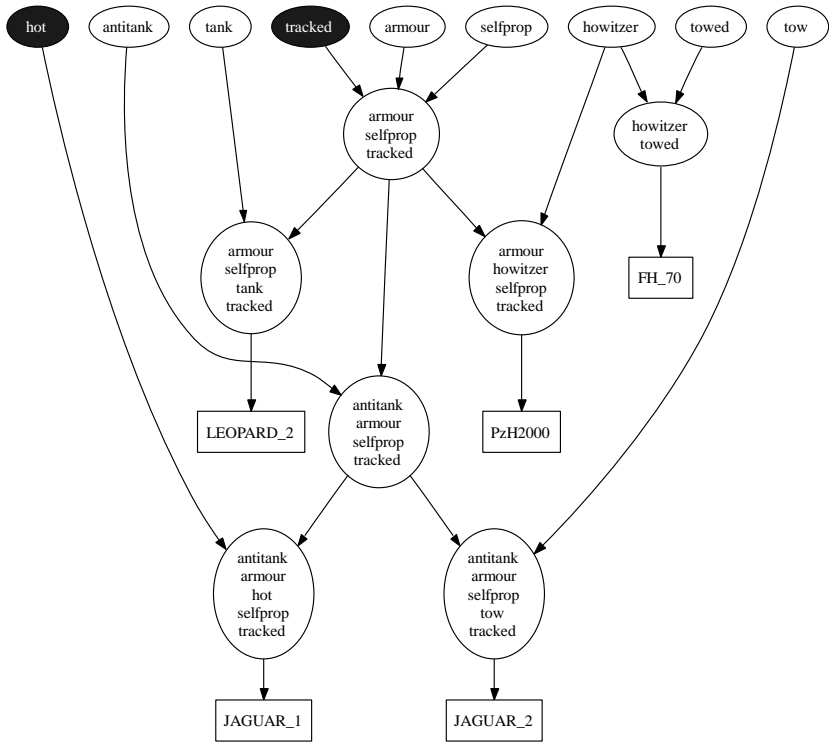 hot
antitank
tank
tracked
armour
selfprop
howitzer
towed
tow
armour
selfprop
tracked
howitzer
towed
armour
selfprop
tank
tracked
armour
howitzer
selfprop
tracked
FH_70
LEOPARD_2
antitank
armour
selfprop
tracked
PzH2000
antitank
armour
hot
selfprop
tracked
antitank
armour
selfprop
tow
tracked
JAGUAR_1
JAGUAR_2